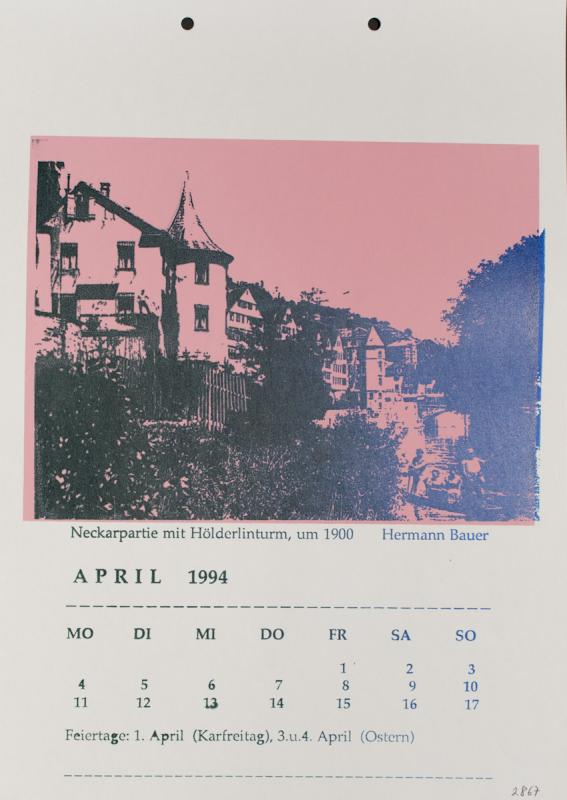 Neckarpartie mit Hölderlinturm, um 1900 Hermann Bauer
APRIL 1994
MO DI MI DO FR SA SO
1 2 3
4 5 6 7 8 9 10
11 12 13 14 15 16 17
Feiertage: 1. April (Karfreitag), 3.u.4. April (Ostern)
2867